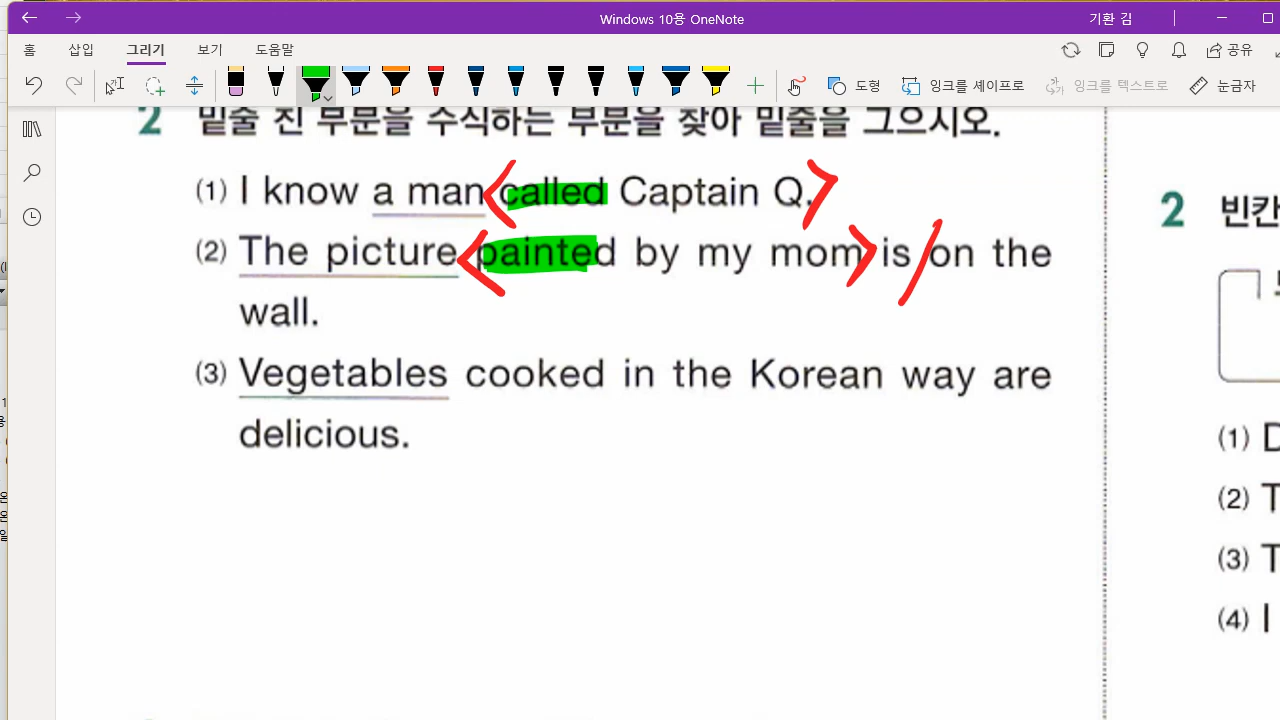 Windows 10용 OneNote
기환 김
홈 삽입 그리기 보기 도움말
공유
도형 잉크를 셰이프로 잉크를 텍스트로 눈금자
2 밑줄 친 부분을 수식하는 부분을 찾아 밑줄을 그으시오.
(1) I know a man called Captain Q.
(2) The picture painted by my mom is on the
wall.
(3) Vegetables cooked in the Korean way are
delicious.
2 빈칸
(1) D
(2) T
(3) T
(4) I